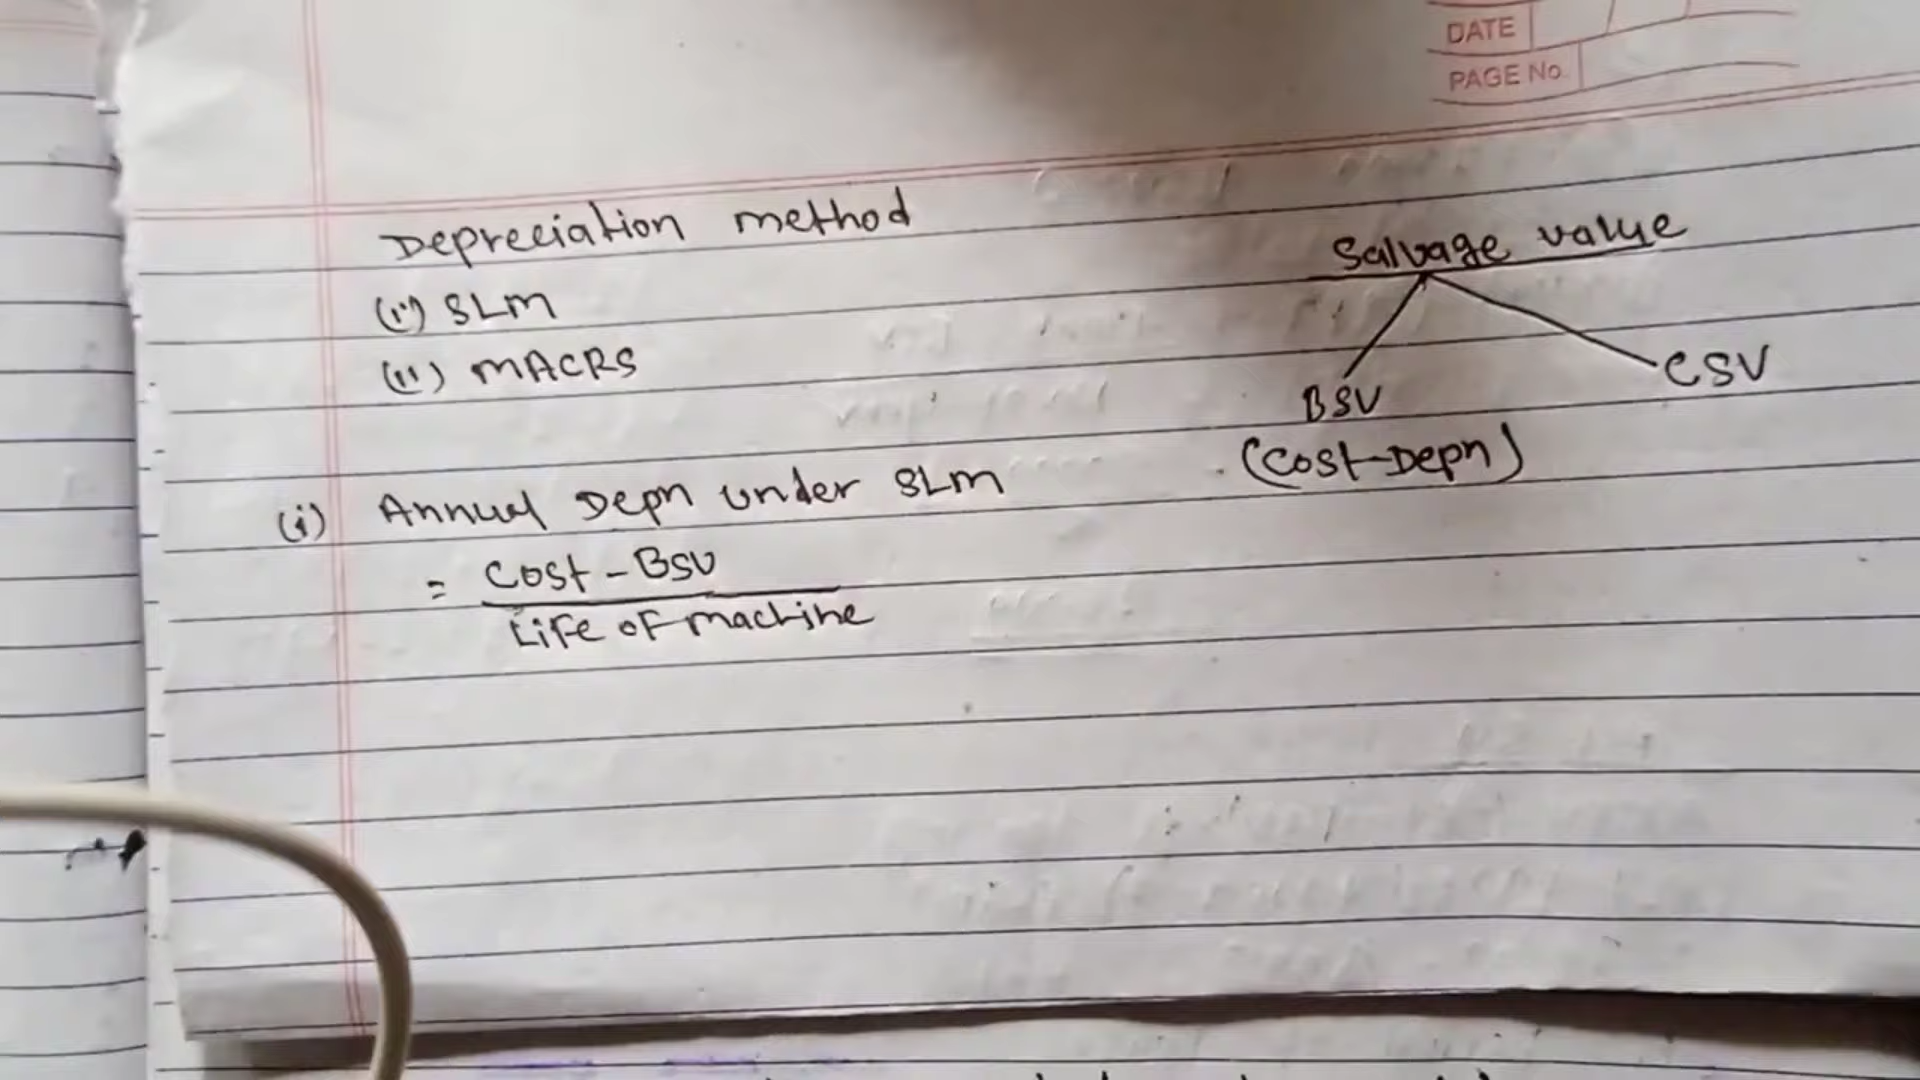 DATE
PAGE No.
Depreciation method
(i) SLM
(ii) MACRS
Salvage value
BSV
CSV
(Cost-Depn)
(i) Annual Depn under SLM
= Cost - BSV
Life of machine